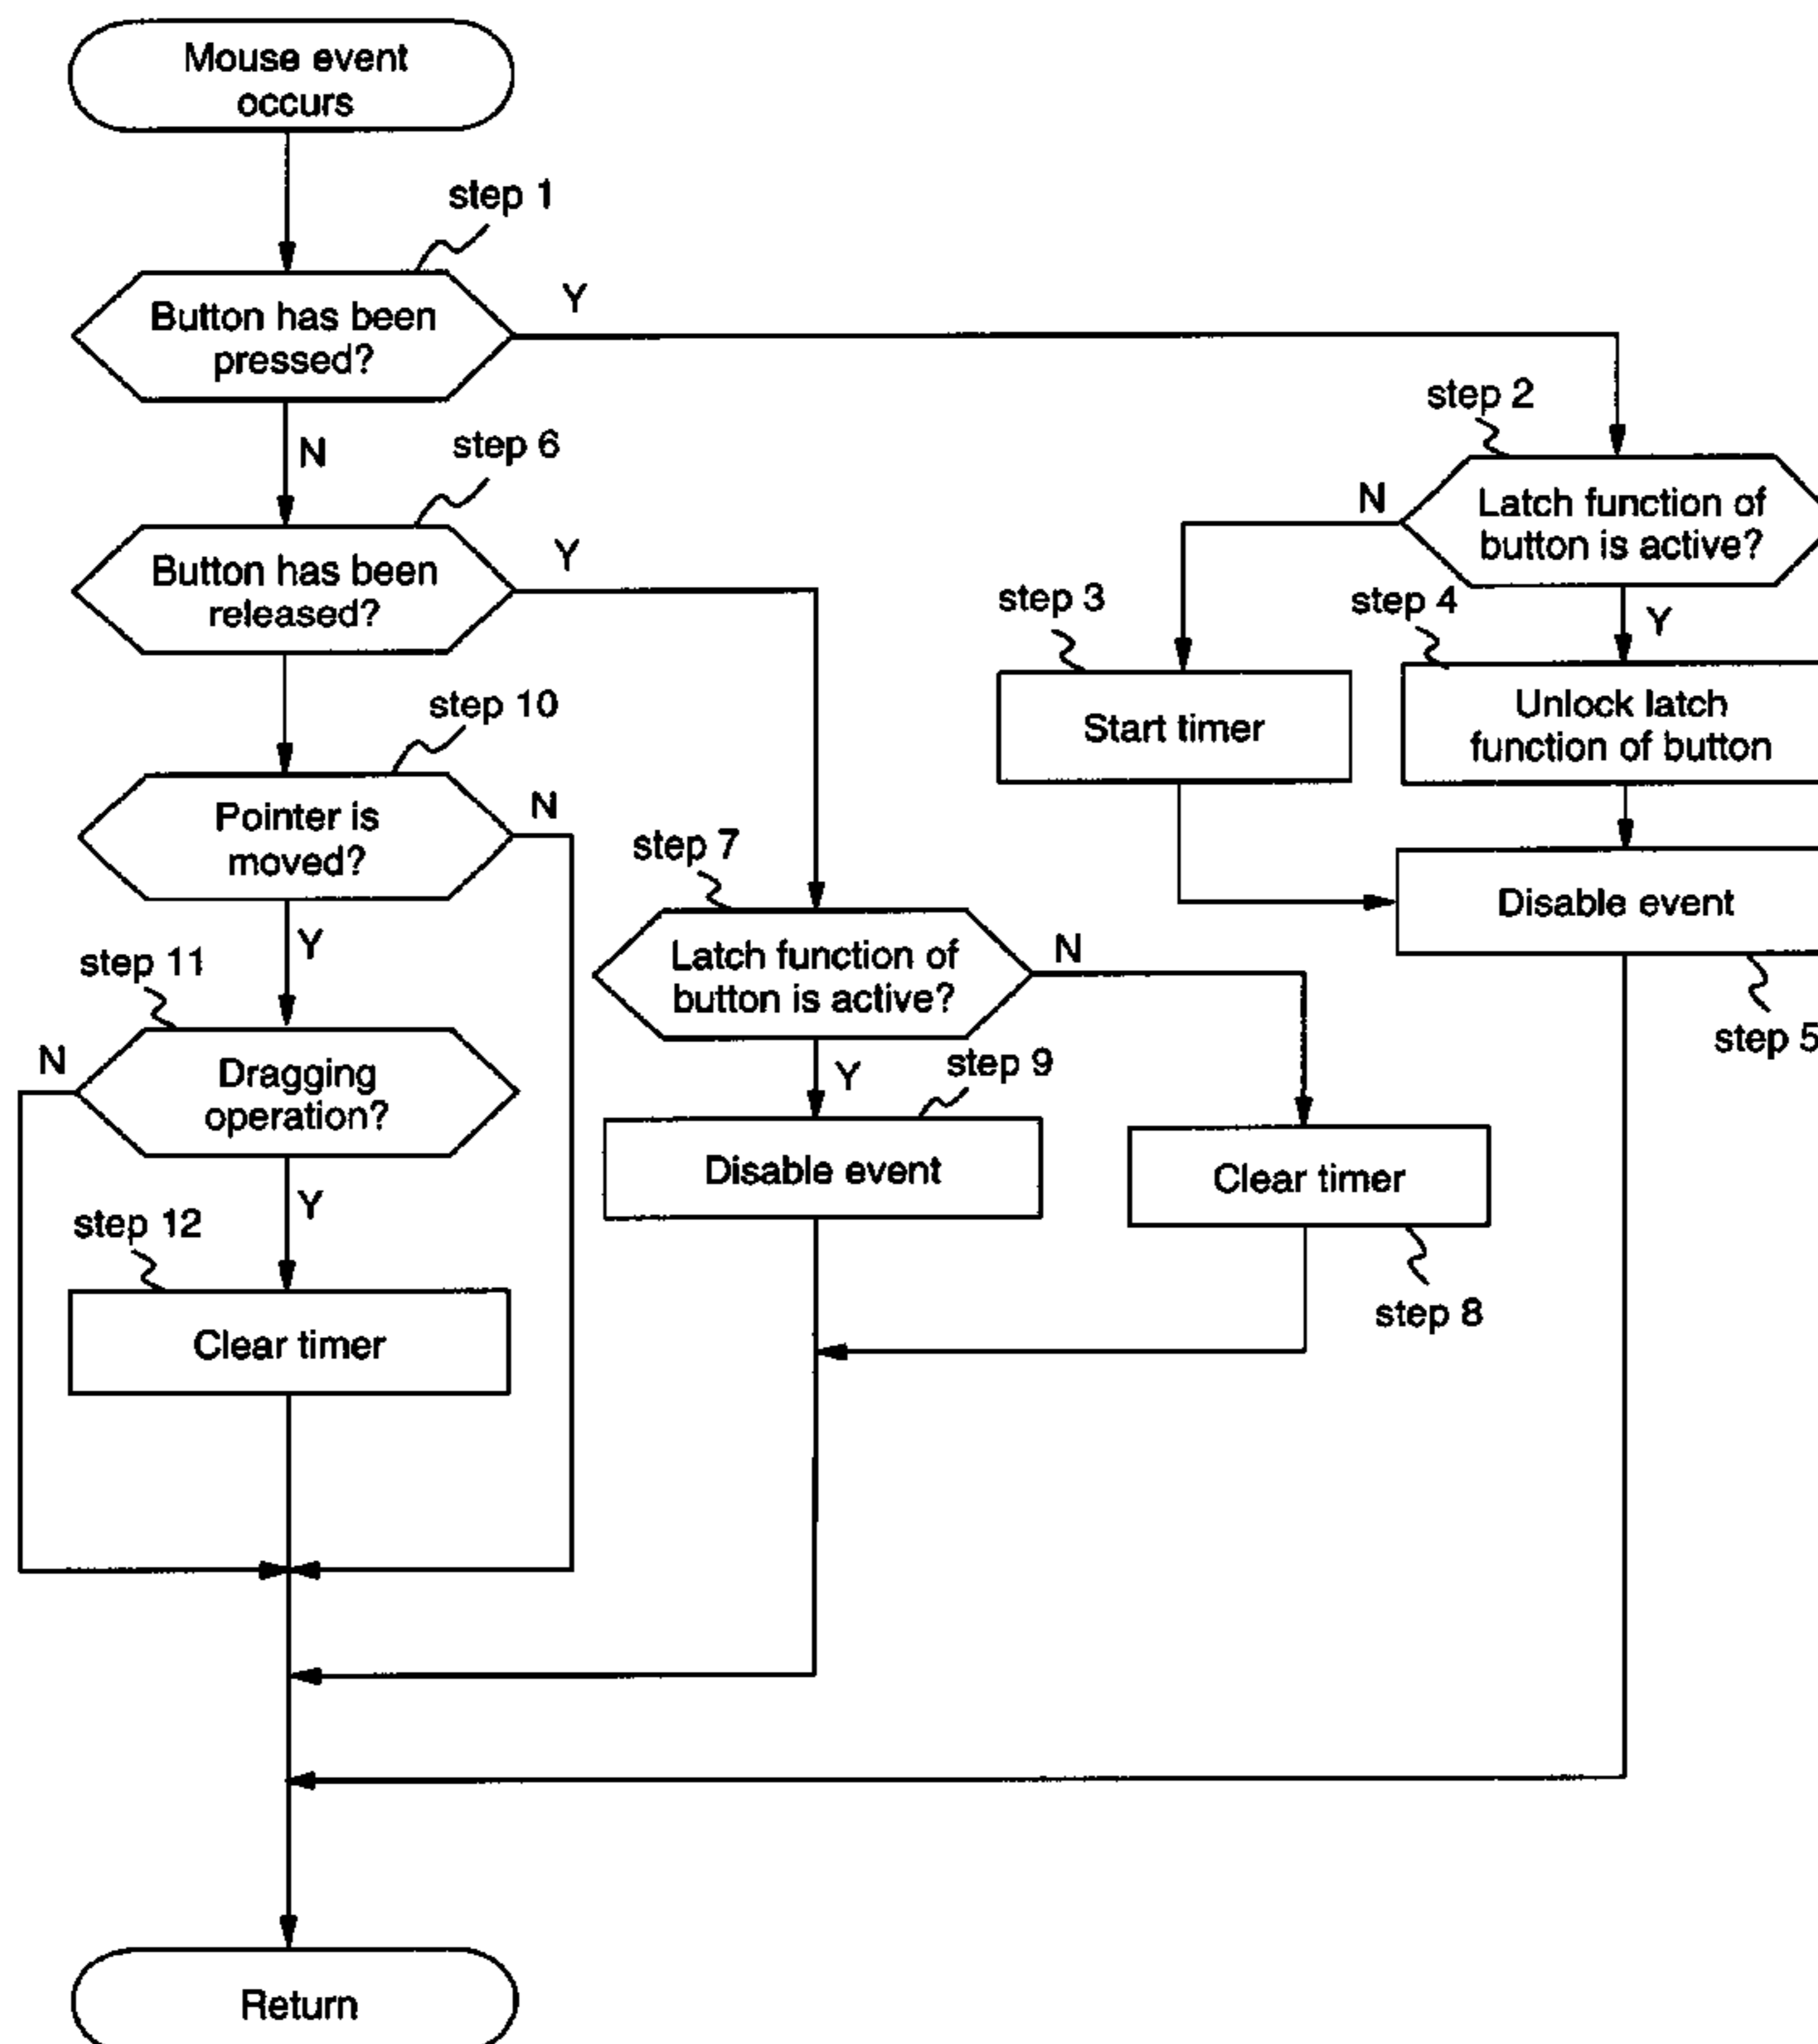 Mouse event
occurs
step 1
Button has been
pressed?
Y
N
step 2
Latch function of
button is active?
N
Y
step 3
Start timer
step 4
Unlock latch
function of button
Disable event
step 5
step 6
Button has been
released?
Y
step 7
Latch function of
button is active?
N
Y
step 9
Disable event
Clear timer
step 8
step 10
Pointer is
moved?
N
Y
step 11
Dragging
operation?
N
Y
step 12
Clear timer
Return